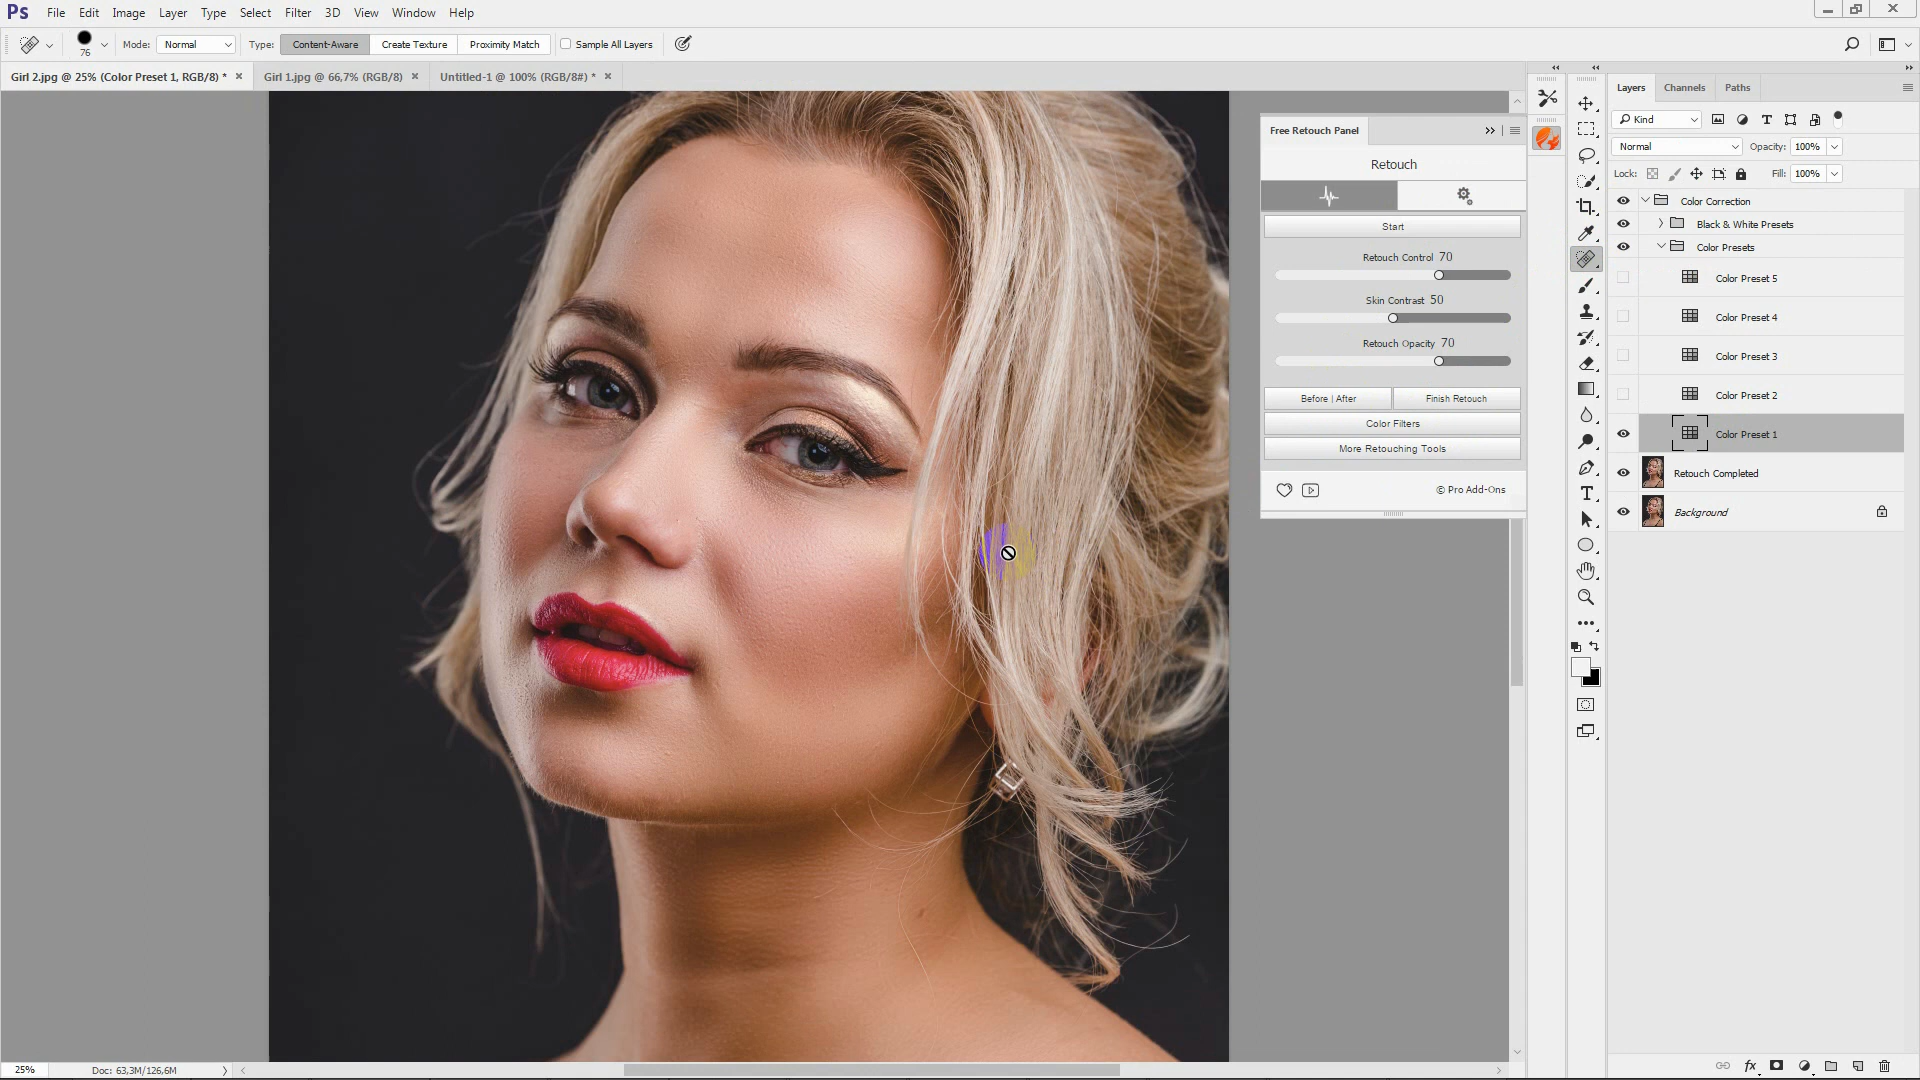 Ps File Edit Image Layer Type Select Filter 3D View Window Help
76 Mode: Normal Type: Content-Aware Create Texture Proximity Match Sample All Layers
Girl 2.jpg @ 25% (Color Preset 1, RGB/8) * × Girl 1.jpg @ 66,7% (RGB/8) × Untitled-1 @ 100% (RGB/8#) * ×
Free Retouch Panel
Retouch
Start
Retouch Control 70
Skin Contrast 50
Retouch Opacity 70
Before | After Finish Retouch
Color Filters
More Retouching Tools
© Pro Add-Ons
Layers Channels Paths
Kind
Normal Opacity: 100%
Lock: Fill: 100%
Color Correction
Black & White Presets
Color Presets
Color Preset 5
Color Preset 4
Color Preset 3
Color Preset 2
Color Preset 1
Retouch Completed
Background
fx
25% Doc: 63,3M/126,6M